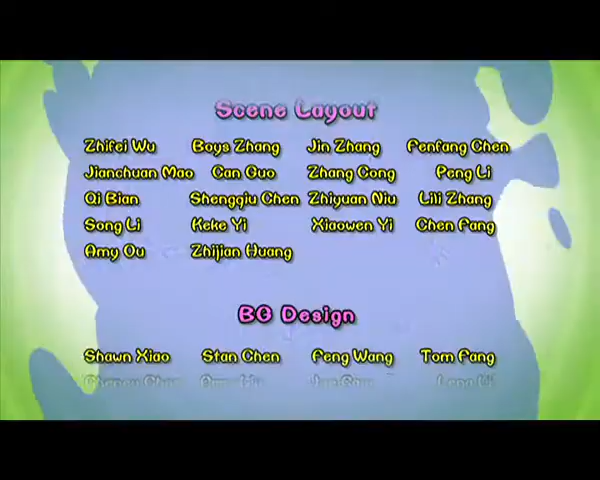 Scene Layout
Zhifei Wu Boys Zhang Jin Zhang Fenfang Chen
Jianchuan Mao Can Guo Zhang Cong Peng Li
Qi Bian Shengqiu Chen Zhiyuan Niu Lili Zhang
Song Li Keke Yi Xiaowen Yi Chen Fang
Amy Ou Zhijian Huang
BG Design
Shawn Xiao Stan Chen Feng Wang Tom Fang